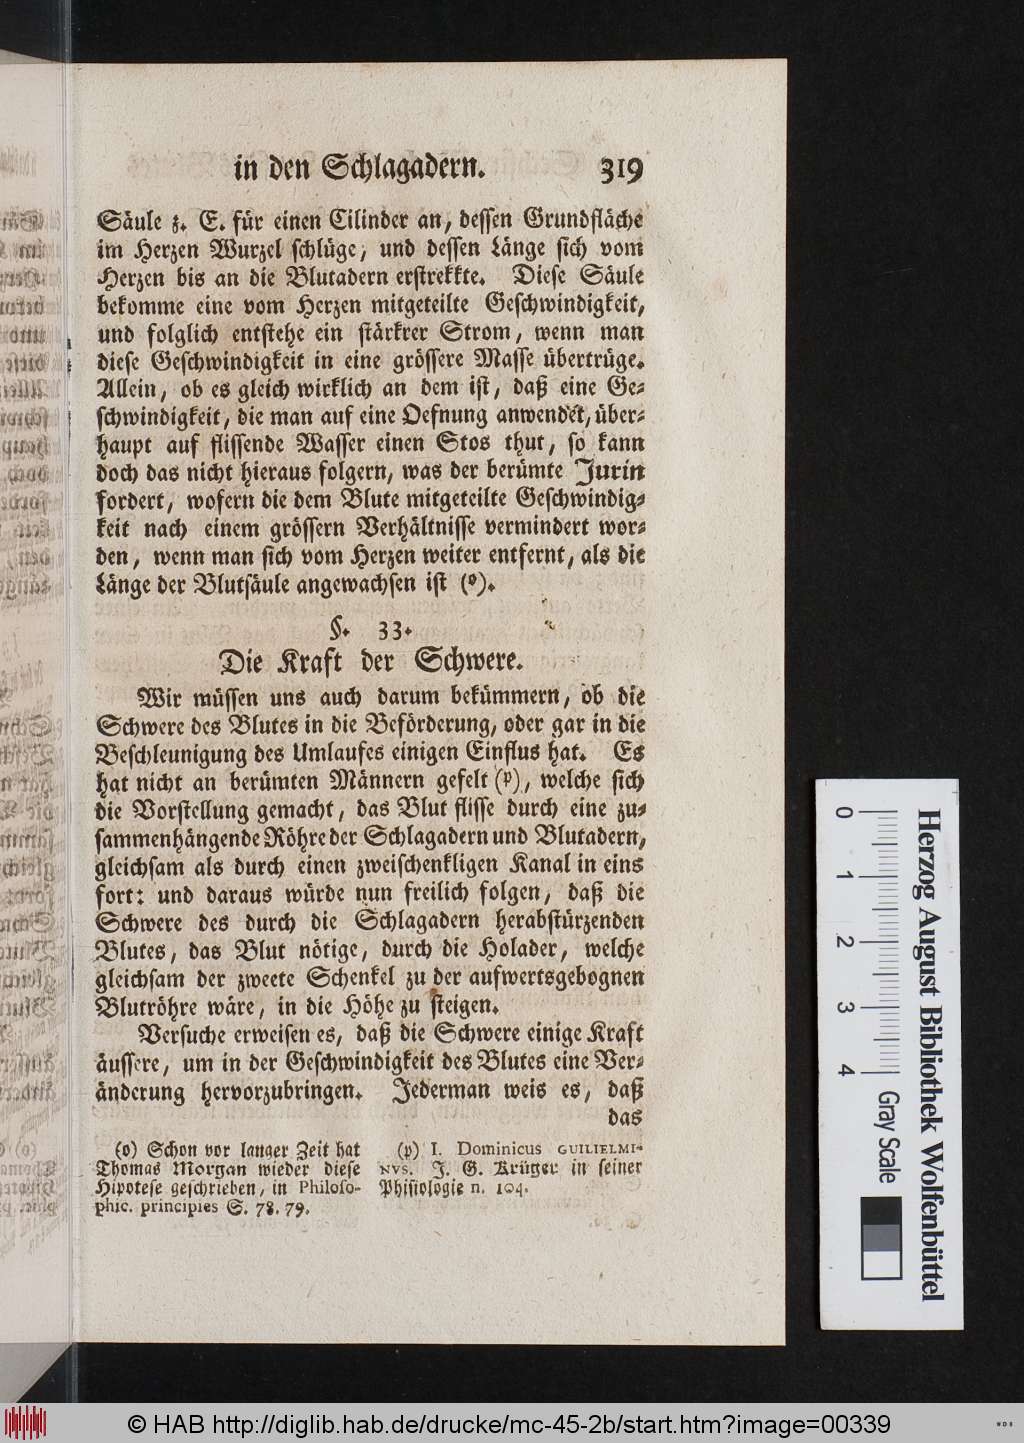 in den Schlagadern. 319
Säule z. E. für einen Cilinder an, dessen Grundfläche
im Herzen Wurzel schlüge, und dessen Länge sich vom
Herzen bis an die Blutadern erstrekkte. Diese Säule
bekomme eine vom Herzen mitgeteilte Geschwindigkeit,
und folglich entstehe ein stärkrer Strom, wenn man
diese Geschwindigkeit in eine grössere Masse übertrüge.
Allein, ob es gleich wirklich an dem ist, daß eine Ge-
schwindigkeit, die man auf eine Oefnung anwendet, über-
haupt auf flissende Wasser einen Stos thut, so kann
doch das nicht hieraus folgern, was der berümte Jurin
fordert, wofern die dem Blute mitgeteilte Geschwindig-
keit nach einem grössern Verhältnisse vermindert wor-
den, wenn man sich vom Herzen weiter entfernt, als die
Länge der Blutsäule angewachsen ist (o).
§. 33.
Die Kraft der Schwere.
Wir müssen uns auch darum bekümmern, ob die
Schwere des Blutes in die Beförderung, oder gar in die
Beschleunigung des Umlaufes einigen Einflus hat. Es
hat nicht an berümten Männern gefelt (p), welche sich
die Vorstellung gemacht, das Blut flisse durch eine zu-
sammenhängende Röhre der Schlagadern und Blutadern,
gleichsam als durch einen zweischenkligen Kanal in eins
fort: und daraus würde nun freilich folgen, daß die
Schwere des durch die Schlagadern herabstürzenden
Blutes, das Blut nötige, durch die Holader, welche
gleichsam der zweete Schenkel zu der aufwertsgebognen
Blutröhre wäre, in die Höhe zu steigen.
Versuche erweisen es, daß die Schwere einige Kraft
äussere, um in der Geschwindigkeit des Blutes eine Ver-
änderung hervorzubringen. Jederman weis es, daß
das
(o) Schon vor langer Zeit hat
Thomas Morgan wieder diese
Hipotese geschrieben, in Philoso-
phic. principies S. 78. 79.
(p) I. Dominicus GUILIELMI-
NVS. J. G. Krüger in seiner
Phisiologie n. 104.
Herzog August Bibliothek Wolfenbüttel
0 1 2 3 4 Gray Scale
© HAB http://diglib.hab.de/drucke/mc-45-2b/start.htm?image=00339